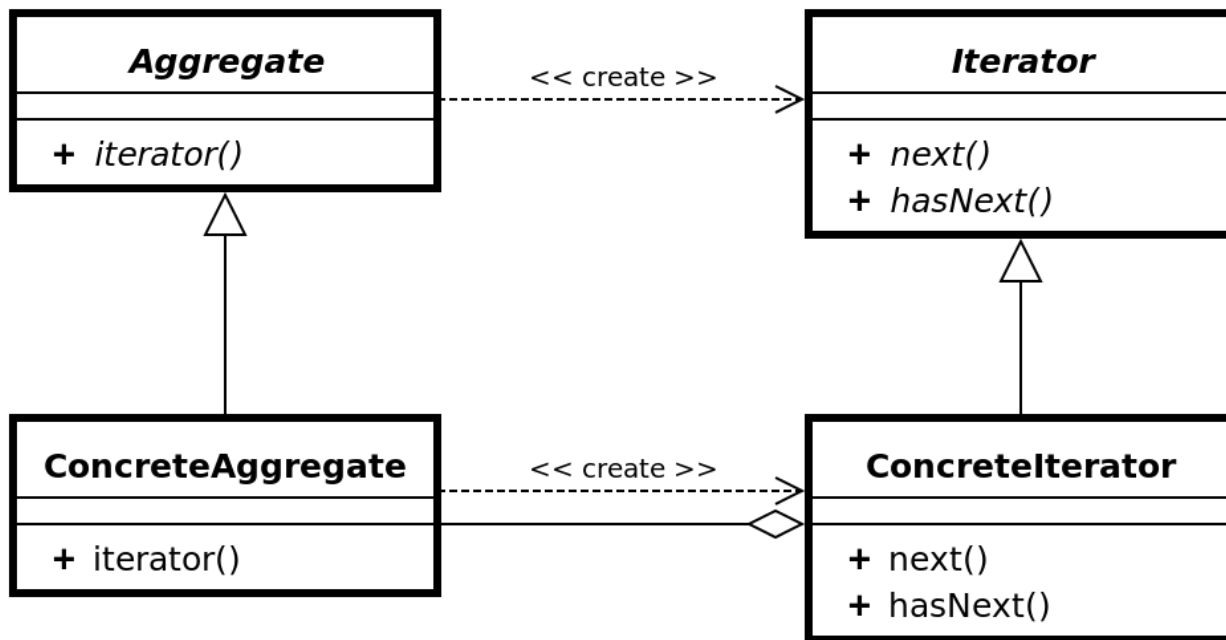 Aggregate
<< create >>
Iterator
+ iterator()
+ next()
+ hasNext()
ConcreteAggregate
<< create >>
ConcreteIterator
+ iterator()
+ next()
+ hasNext()